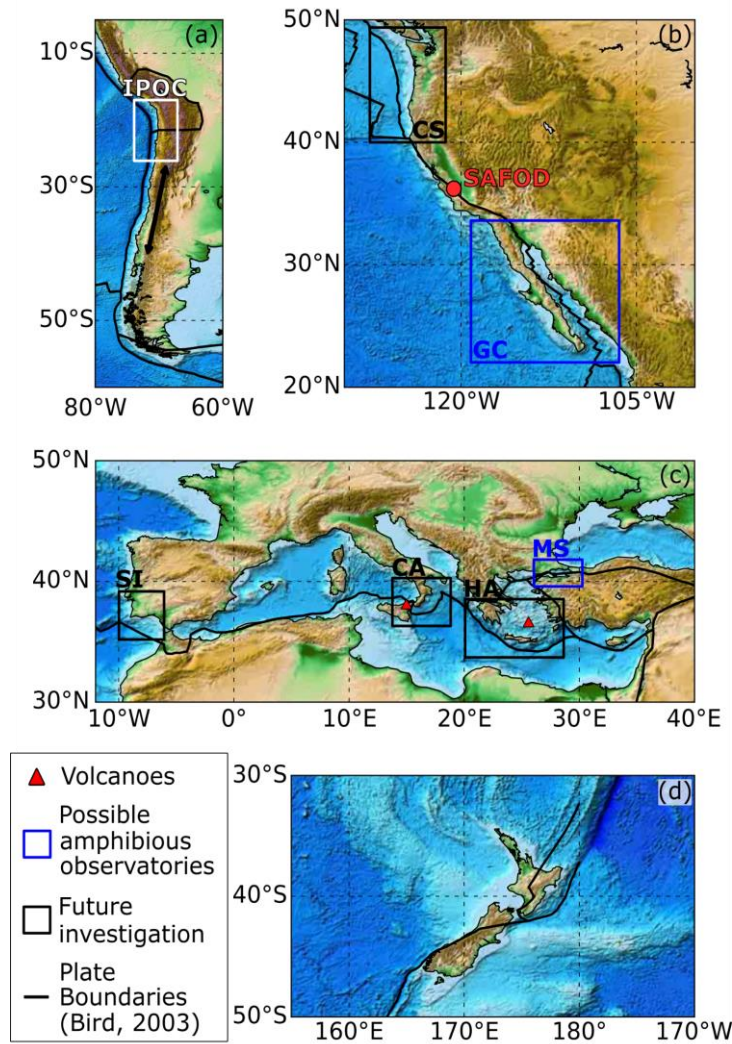 (a)
10°S
IPOC
30°S
50°S
80°W
60°W
50°N
(b)
CS
40°N
SAFOD
30°N
GC
20°N
120°W
105°W
50°N
(c)
MS
CA
40°N
SI
HA
30°N
10°W
0°
10°E
20°E
30°E
40°E
Volcanoes
Possible
amphibious
observatories
Future
investigation
Plate
Boundaries
(Bird, 2003)
30°S
(d)
40°S
50°S
160°E
170°E
180°
170°W